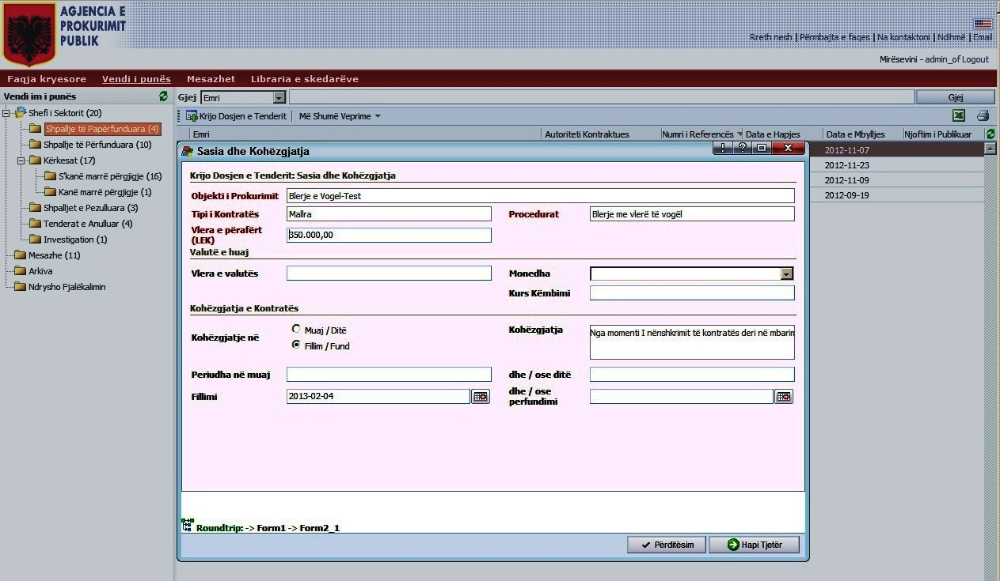 AGJENCIA E
PROKURIMIT
PUBLIK
Rreth nesh | Përmbajta e faqes | Na kontaktoni | Ndihmë | Email
Mirësevini - admin_of Logout
Faqja kryesore Vendi i punës Mesazhet Libraria e skedarëve
Vendi im i punës
Gjej Emri Gjej
Shefi i Sektorit (20)
Krijo Dosjen e Tenderit Më Shumë Veprime
Shpallje të Papërfunduara (4)
Emri Autoriteti Kontraktues Numri i Referencës Data e Hapjes Data e Mbylljes Njoftim i Publikuar
Shpallje të Përfunduara (10)
Kërkesat (17)
S'kanë marrë përgjigje (16)
Kanë marrë përgjigje (1)
Shpalljet e Pezulluara (3)
Tenderat e Anulluar (4)
Investigation (1)
Mesazhe (11)
Arkiva
Ndrysho Fjalëkalimin
2012-11-07
2012-11-23
2012-11-09
2012-09-19
Sasia dhe Kohëzgjatja
! ? X
Krijo Dosjen e Tenderit: Sasia dhe Kohëzgjatja
Objekti i Prokurimit Blerje e Vogel-Test
Tipi i Kontratës Mallra Procedurat Blerje me vlerë të vogël
Vlera e përafërt
(LEK) 350.000,00
Valutë e huaj
Vlera e valutës Monedha
Kurs Këmbimi
Kohëzgjatja e Kontratës
Kohëzgjatje në Muaj / Ditë
Fillim / Fund
Kohëzgjatja Nga momenti I nënshkrimit të kontratës deri në mbarim
Periudha në muaj dhe / ose ditë
Fillimi 2013-02-04 dhe / ose
perfundimi
Roundtrip: -> Form1 -> Form2_1
Përditësim Hapi Tjetër